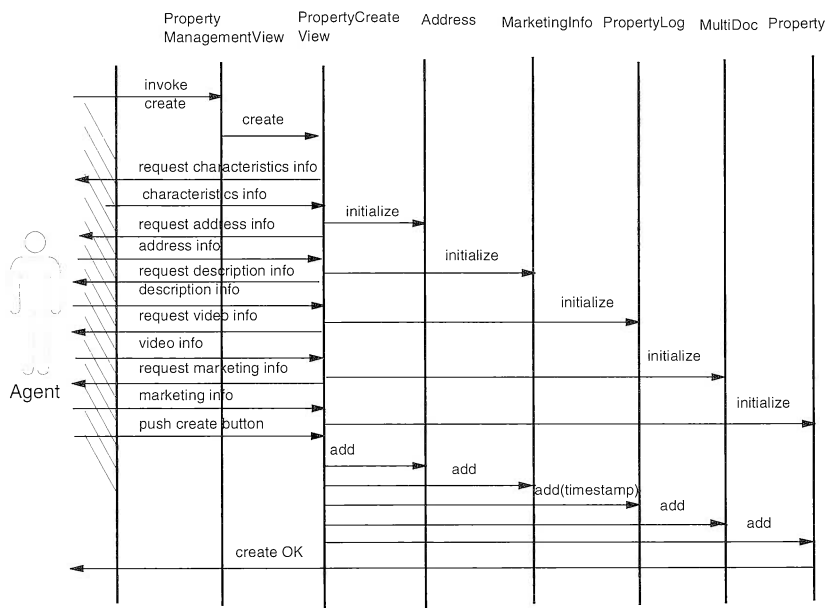 Property ManagementView
PropertyCreate View
Address
MarketingInfo
PropertyLog
MultiDoc
Property
invoke
create
create
request characteristics info
characteristics info
initialize
request address info
address info
initialize
request description info
description info
initialize
request video info
video info
initialize
request marketing info
marketing info
initialize
push create button
Agent
add
add
add(timestamp)
add
add
create OK